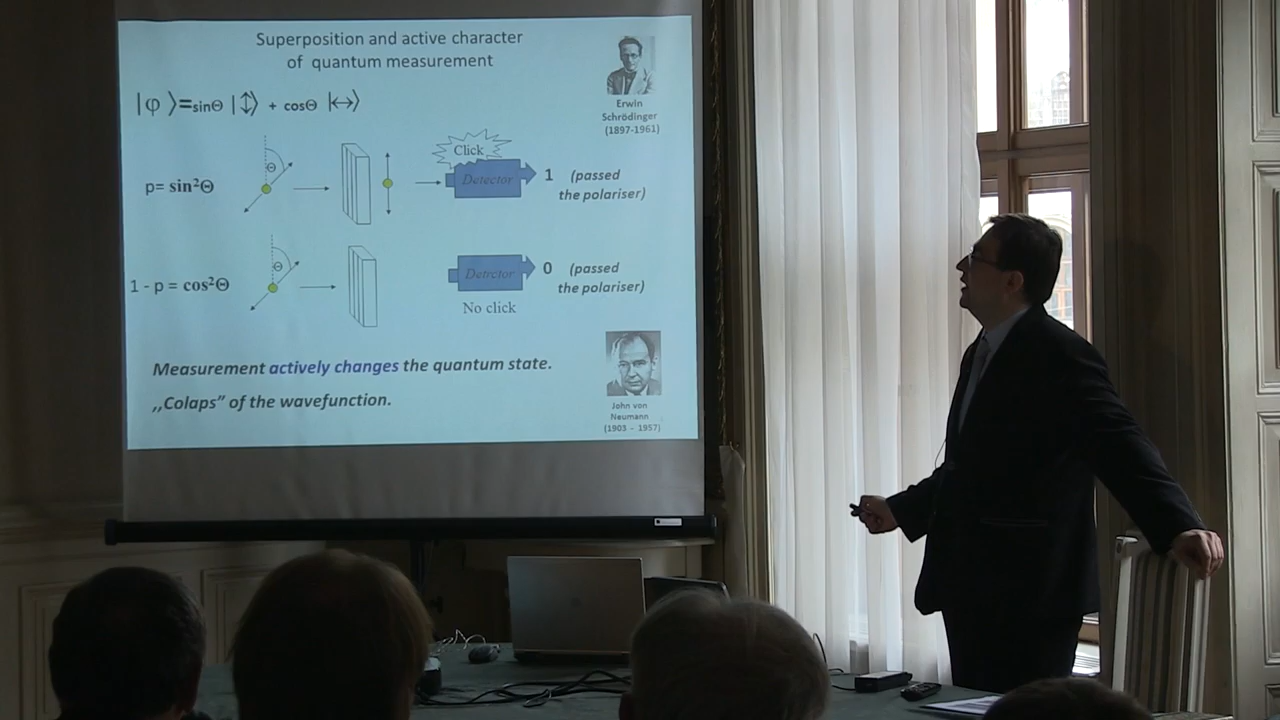 Superposition and active character
of quantum measurement
|φ⟩=sinΘ |↕⟩ + cosΘ |↔⟩
Erwin
Schrödinger
(1897-1961)
Θ
Click
p= sin²Θ
Detector
1 (passed
the polariser)
Θ
1 - p = cos²Θ
Detector
0 (passed
the polariser)
No click
Measurement actively changes the quantum state.
„Colaps” of the wavefunction.
John von
Neumann
(1903 - 1957)